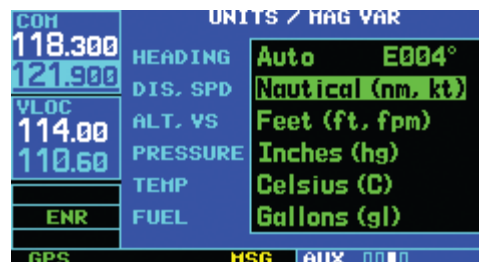 COM
118.300
121.900
VLOC
114.00
110.60
ENR
GPS
UNITS / MAG VAR
HEADING Auto E004°
DIS, SPD Nautical (nm, kt)
ALT, VS Feet (ft, fpm)
PRESSURE Inches (hg)
TEMP Celsius (C)
FUEL Gallons (gl)
MSG AUX